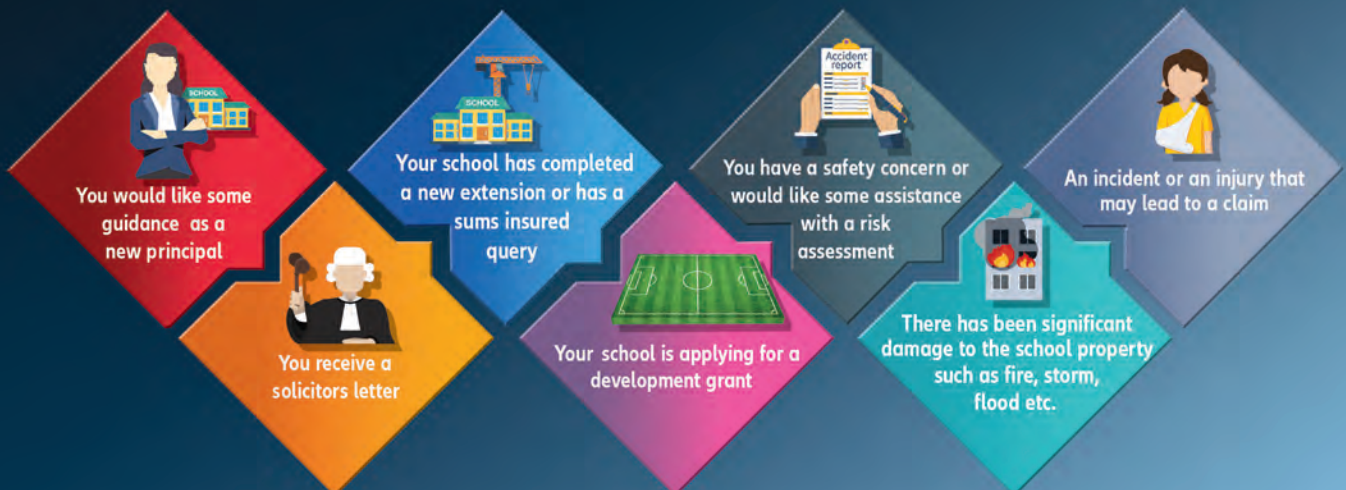 SCHOOL
You would like some
guidance as a
new principal
You receive a
solicitors letter
SCHOOL
Your school has completed
a new extension or has a
sums insured
query
Your school is applying for a
development grant
Accident
report
You have a safety concern or
would like some assistance
with a risk
assessment
There has been significant
damage to the school property
such as fire, storm,
flood etc.
An incident or an injury that
may lead to a claim